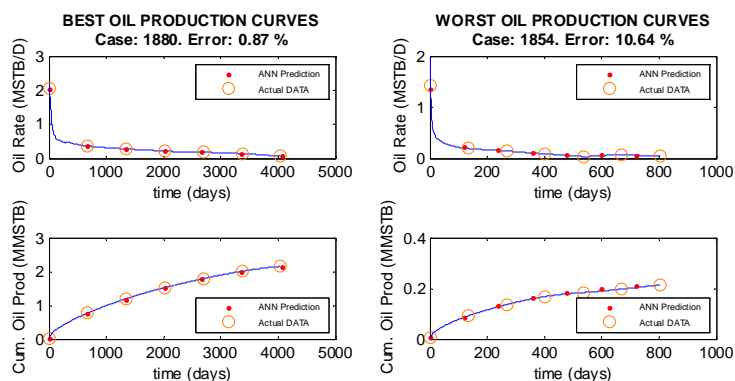 BEST OIL PRODUCTION CURVES
Case: 1880. Error: 0.87 %
Oil Rate (MSTB/D)
3
2
1
0
ANN Prediction
Actual DATA
0 1000 2000 3000 4000 5000
time (days)
WORST OIL PRODUCTION CURVES
Case: 1854. Error: 10.64 %
Oil Rate (MSTB/D)
2
1
0
ANN Prediction
Actual DATA
0 200 400 600 800 1000
time (days)
Cum. Oil Prod (MMSTB)
3
2
1
0
ANN Prediction
Actual DATA
0 1000 2000 3000 4000 5000
time (days)
Cum. Oil Prod (MMSTB)
0.4
0.2
0
ANN Prediction
Actual DATA
0 200 400 600 800 1000
time (days)